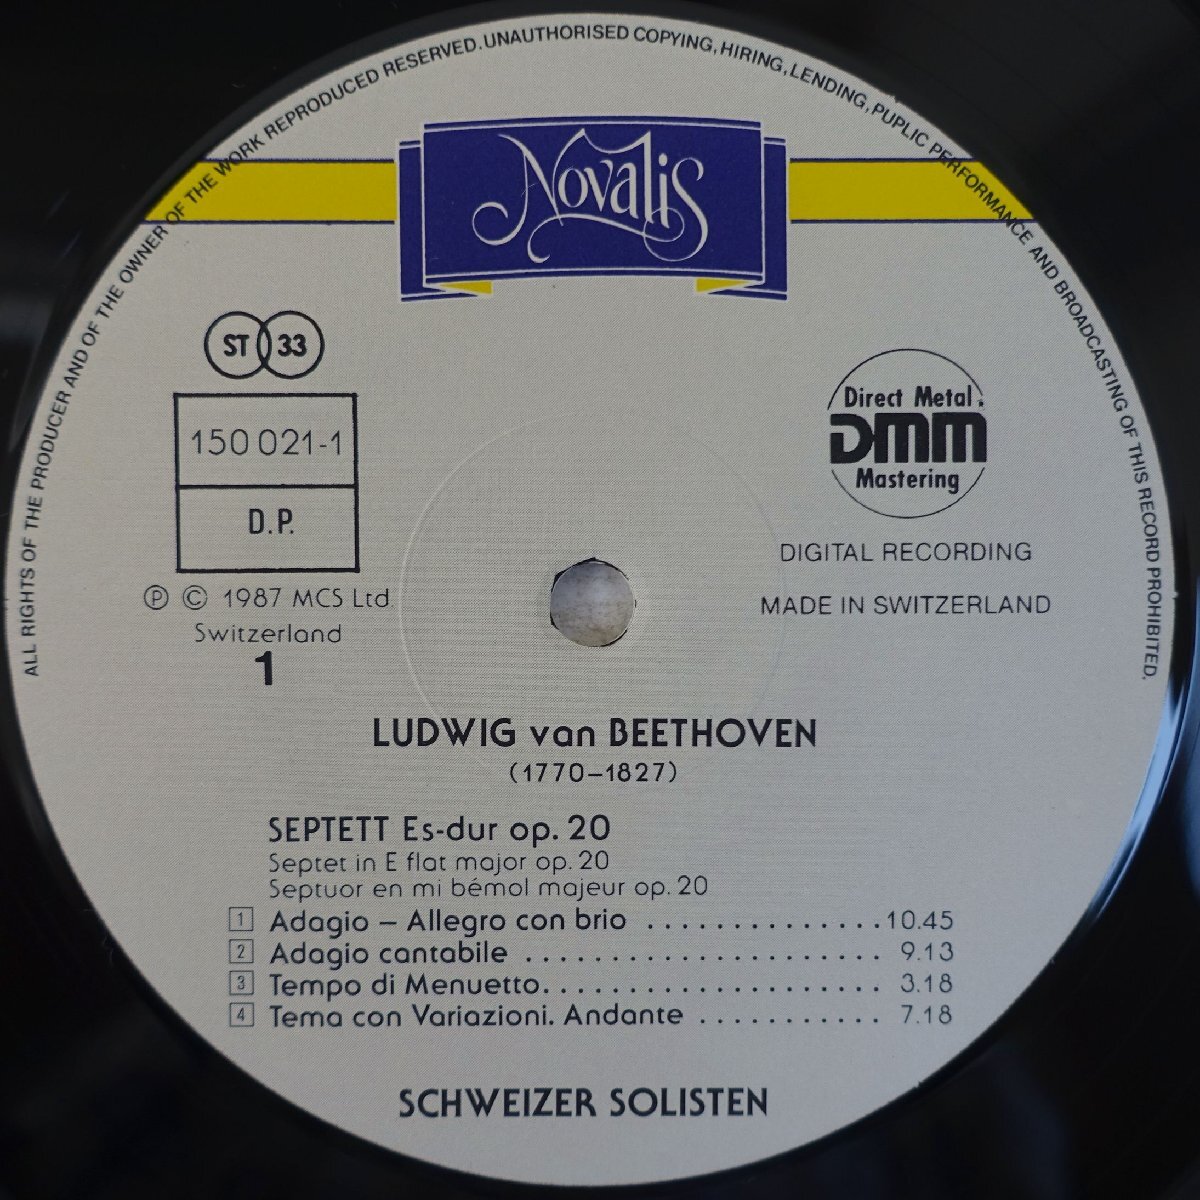 ALL RIGHTS OF THE PRODUCER AND OF THE OWNER OF THE WORK REPRODUCED RESERVED. UNAUTHORISED COPYING, HIRING, LENDING, PUPLIC PERFORMANCE AND BROADCASTING OF THIS RECORD PROHIBITED.
Novalis
ST 33
150 021-1
D.P.
℗ © 1987 MCS Ltd.
Switzerland
1
Direct Metal
DMM
Mastering
DIGITAL RECORDING
MADE IN SWITZERLAND
LUDWIG van BEETHOVEN
(1770–1827)
SEPTETT Es-dur op. 20
Septet in E flat major op. 20
Septuor en mi bémol majeur op. 20
1 Adagio – Allegro con brio .............. 10.45
2 Adagio cantabile ...................... 9.13
3 Tempo di Menuetto..................... 3.18
4 Tema con Variazioni. Andante ........... 7.18
SCHWEIZER SOLISTEN